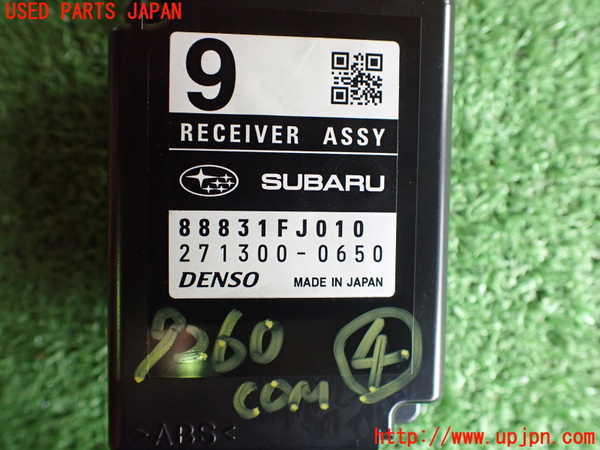 USED PARTS JAPAN
9
RECEIVER ASSY
SUBARU
88831FJ010
271300-0650
DENSO MADE IN JAPAN
9060
COM 4
>ABS<
http://www.upjpn.com